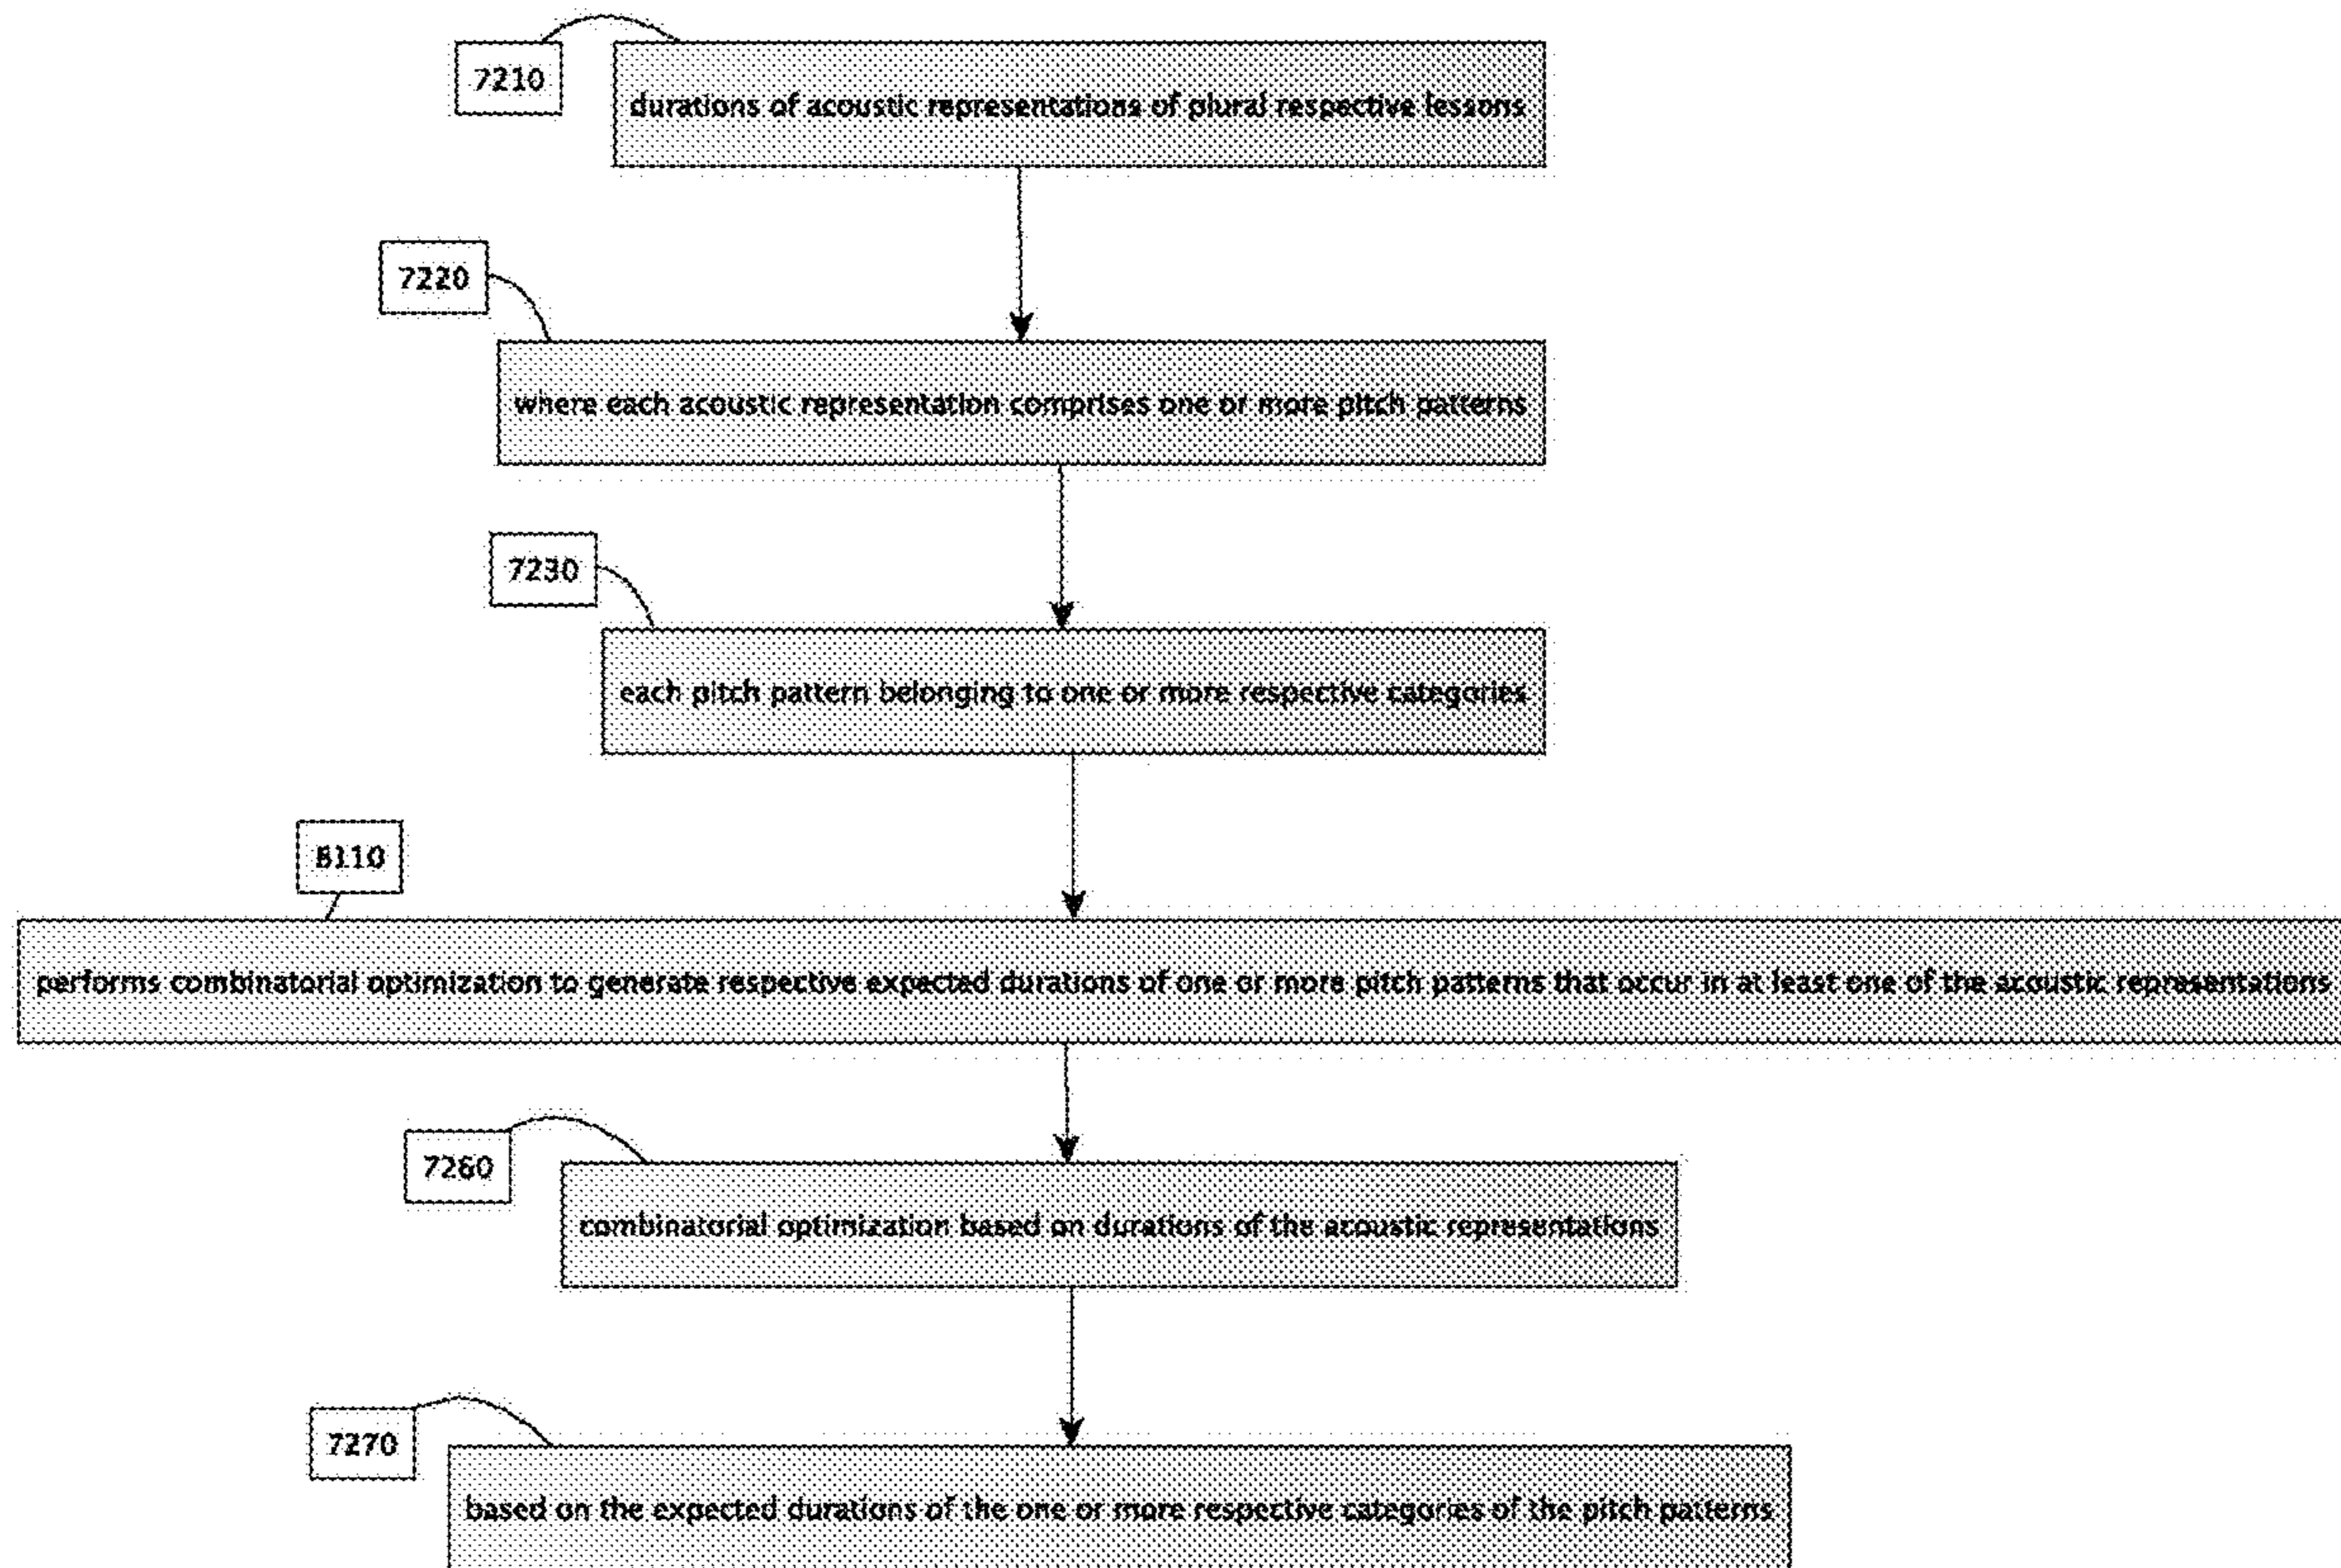 7210
durations of acoustic representations of plural respective lessons
7220
where each acoustic representation comprises one or more pitch patterns
7230
each pitch pattern belonging to one or more respective categories
8110
performs combinatorial optimization to generate respective expected durations of one or more pitch patterns that occur in at least one of the acoustic representations
7260
combinatorial optimization based on durations of the acoustic representations
7270
based on the expected durations of the one or more respective categories of the pitch patterns